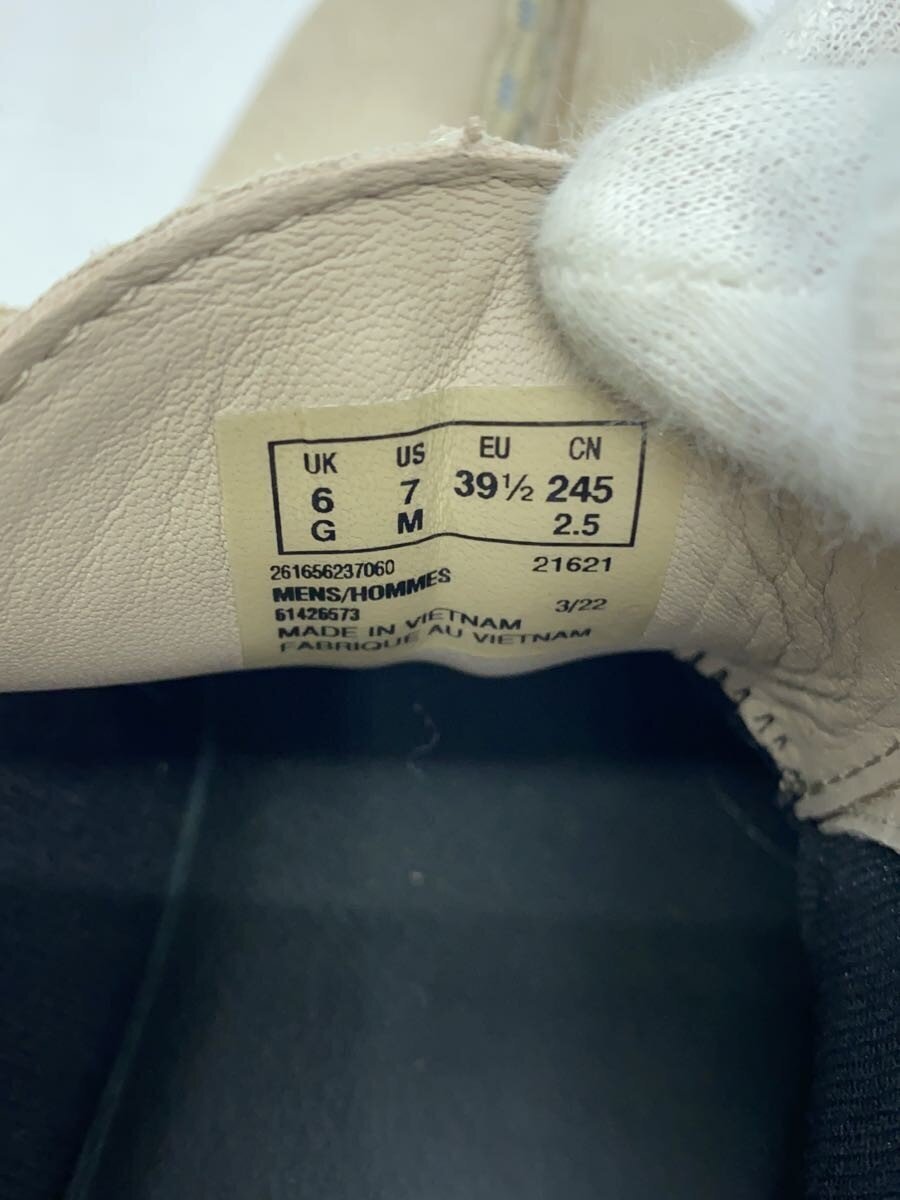 UK US EU CN
6 7 39½ 245
G M 2.5
261656237060 21621
MENS/HOMMES
61426573 3/22
MADE IN VIETNAM
FABRIQUE AU VIETNAM